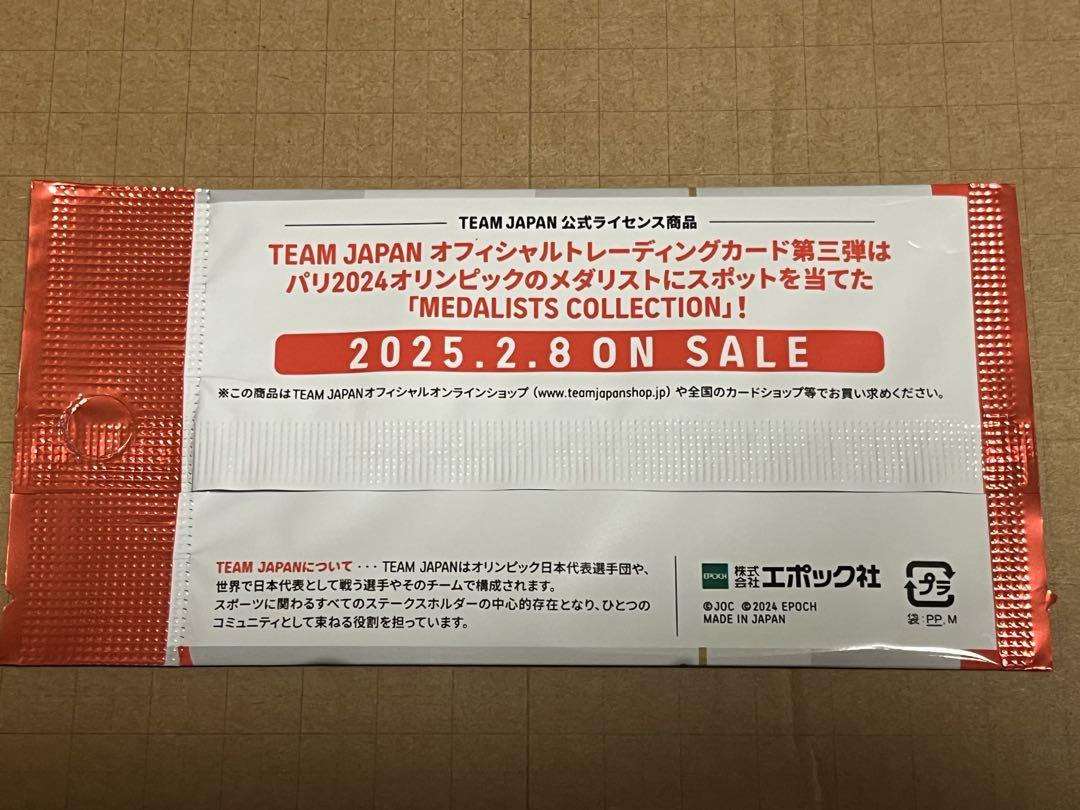 TEAM JAPAN 公式ライセンス商品
TEAM JAPAN オフィシャルトレーディングカード第三弾は
パリ2024オリンピックのメダリストにスポットを当てた
「MEDALISTS COLLECTION」!
2025.2.8 ON SALE
※この商品はTEAM JAPANオフィシャルオンラインショップ（www.teamjapanshop.jp）や全国のカードショップ等でお買い求めください。
TEAM JAPANについて ･･･ TEAM JAPANはオリンピック日本代表選手団や、
世界で日本代表として戦う選手やそのチームで構成されます。
スポーツに関わるすべてのステークスホルダーの中心的存在となり、ひとつの
コミュニティとして束ねる役割を担っています。
EPOCH 株式会社エポック社
©JOC ©2024 EPOCH
MADE IN JAPAN
プラ
袋:PP, M